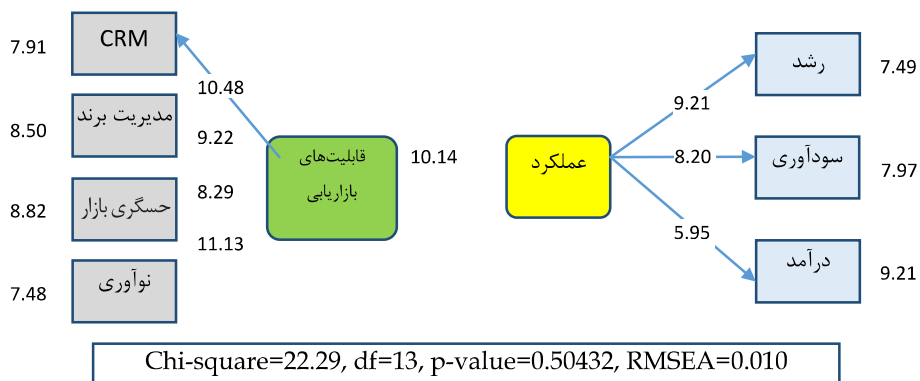 CRM
7.91
10.48
مدیریت برند
8.50
9.22
حسگری بازار
8.82
8.29
نوآوری
7.48
11.13
قابلیت‌های
بازاریابی
10.14
عملکرد
9.21
8.20
5.95
رشد
7.49
سودآوری
7.97
درآمد
9.21
Chi-square=22.29, df=13, p-value=0.50432, RMSEA=0.010